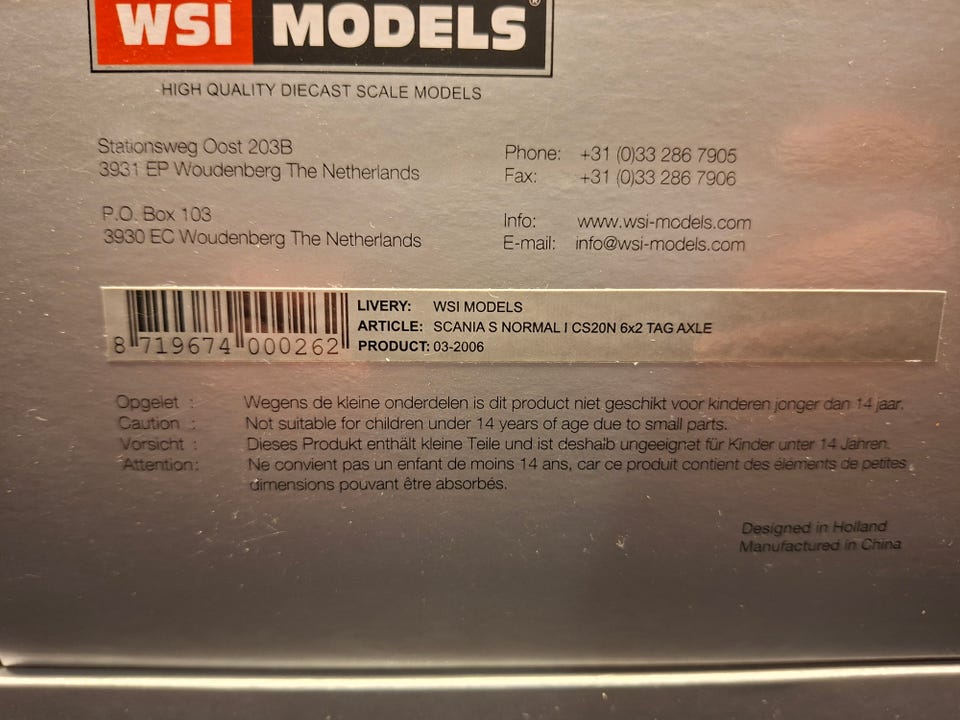 WSI MODELS®
HIGH QUALITY DIECAST SCALE MODELS
Stationsweg Oost 203B
3931 EP Woudenberg The Netherlands
P.O. Box 103
3930 EC Woudenberg The Netherlands
Phone: +31 (0)33 286 7905
Fax: +31 (0)33 286 7906
Info: www.wsi-models.com
E-mail: info@wsi-models.com
8 719674 000262
LIVERY: WSI MODELS
ARTICLE: SCANIA S NORMAL I CS20N 6x2 TAG AXLE
PRODUCT: 03-2006
Opgelet : Wegens de kleine onderdelen is dit product niet geschikt voor kinderen jonger dan 14 jaar.
Caution : Not suitable for children under 14 years of age due to small parts.
Vorsicht : Dieses Produkt enthält kleine Teile und ist deshalb ungeeignet für Kinder unter 14 Jahren.
Attention: Ne convient pas un enfant de moins 14 ans, car ce produit contient des élements de petites
dimensions pouvant être absorbés.
Designed in Holland
Manufactured in China